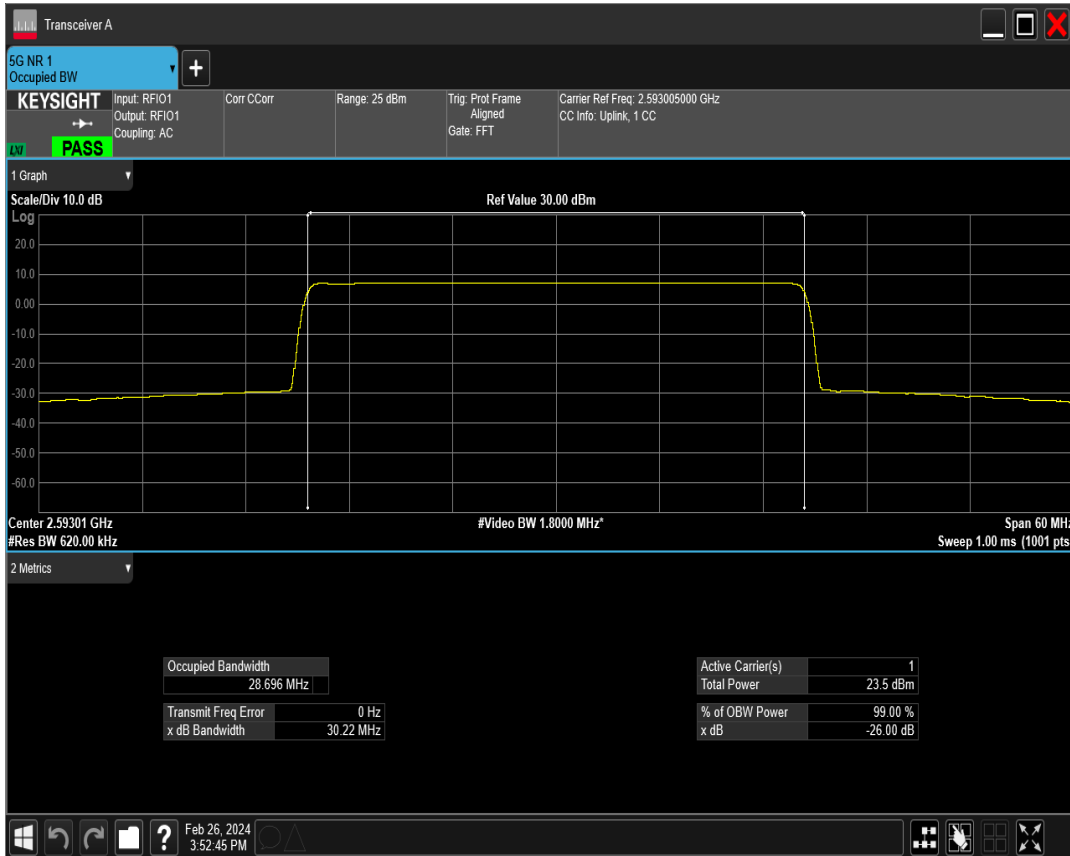 Transceiver A
5G NR 1
Occupied BW
KEYSIGHT
LXI
PASS
Input: RFIO1
Output: RFIO1
Coupling: AC
Corr CCorr
Range: 25 dBm
Trig: Prot Frame
Aligned
Gate: FFT
Carrier Ref Freq: 2.593005000 GHz
CC Info: Uplink, 1 CC
1 Graph
Scale/Div 10.0 dB
Ref Value 30.00 dBm
Log
20.0
10.0
0.00
-10.0
-20.0
-30.0
-40.0
-50.0
-60.0
Center 2.59301 GHz
#Video BW 1.8000 MHz*
Span 60 MHz
#Res BW 620.00 kHz
Sweep 1.00 ms (1001 pts
2 Metrics
Occupied Bandwidth
28.696 MHz
Transmit Freq Error 0 Hz
x dB Bandwidth 30.22 MHz
Active Carrier(s) 1
Total Power 23.5 dBm
% of OBW Power 99.00 %
x dB -26.00 dB
?
Feb 26, 2024
3:52:45 PM